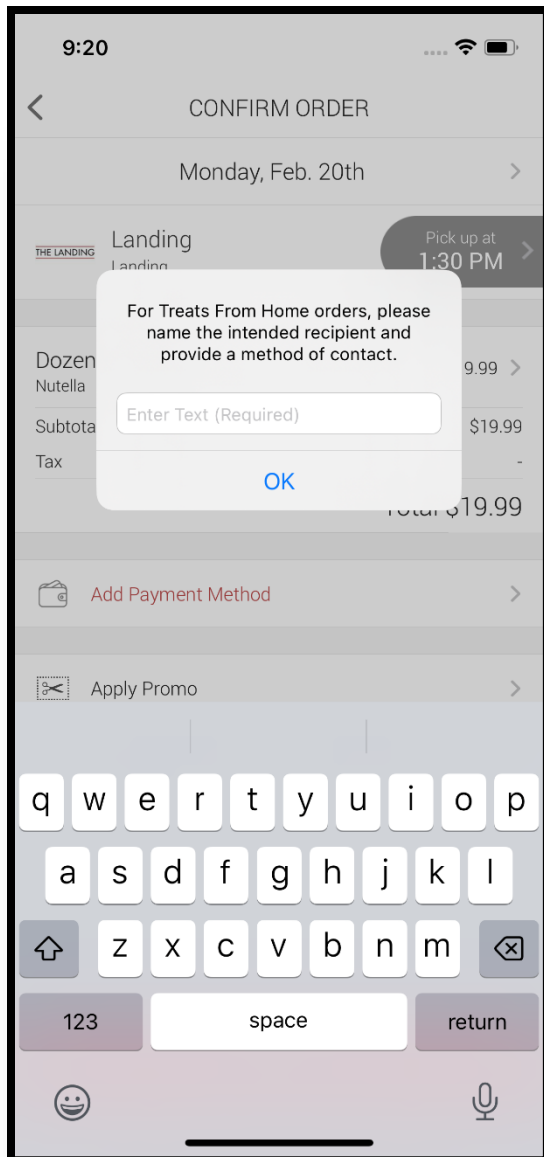 9:20
CONFIRM ORDER
Monday, Feb. 20th
THE LANDING
Landing
Landing
Pick up at
1:30 PM
For Treats From Home orders, please
name the intended recipient and
provide a method of contact.
Enter Text (Required)
OK
Dozen
9.99
Nutella
Subtota
$19.99
Tax
-
Total $19.99
Add Payment Method
Apply Promo
q w e r t y u i o p
a s d f g h j k l
z x c v b n m
123 space return